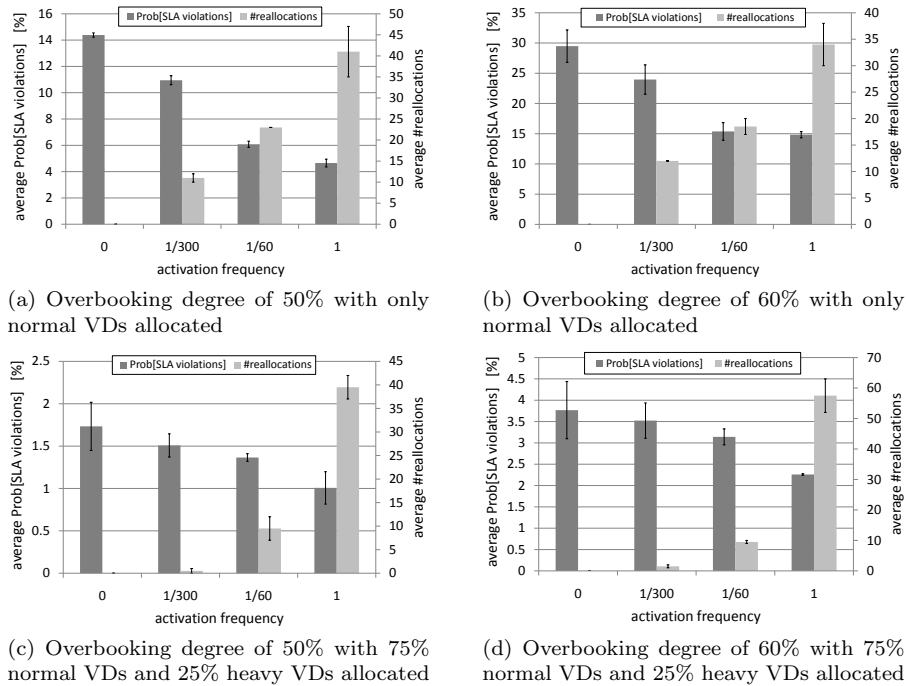 Prob[SLA violations] #reallocations
average Prob[SLA violations] [%]
16
14
12
10
8
6
4
2
0
50
45
40
35
30
25
20
15
10
5
0
average #reallocations
0 1/300 1/60 1
activation frequency
(a) Overbooking degree of 50% with only
normal VDs allocated
Prob[SLA violations] #reallocations
average Prob[SLA violations] [%]
35
30
25
20
15
10
5
0
40
35
30
25
20
15
10
5
0
average #reallocations
0 1/300 1/60 1
activation frequency
(b) Overbooking degree of 60% with only
normal VDs allocated
Prob[SLA violations] #reallocations
average Prob[SLA violations] [%]
2.5
2
1.5
1
0.5
0
45
40
35
30
25
20
15
10
5
0
average #reallocations
0 1/300 1/60 1
activation frequency
(c) Overbooking degree of 50% with 75%
normal VDs and 25% heavy VDs allocated
Prob[SLA violations] #reallocations
average Prob[SLA violations] [%]
5
4.5
4
3.5
3
2.5
2
1.5
1
0.5
0
70
60
50
40
30
20
10
0
average #reallocations
0 1/300 1/60 1
activation frequency
(d) Overbooking degree of 60% with 75%
normal VDs and 25% heavy VDs allocated